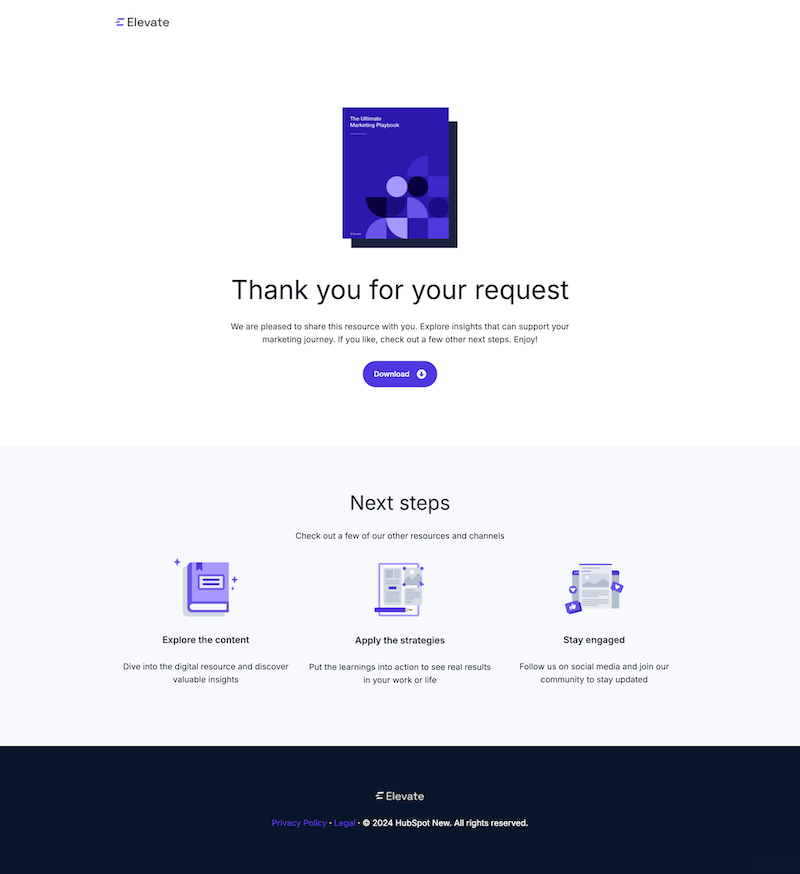 Elevate
The Ultimate
Marketing Playbook
Elevate
Thank you for your request
We are pleased to share this resource with you. Explore insights that can support your
marketing journey. If you like, check out a few other next steps. Enjoy!
Download
Next steps
Check out a few of our other resources and channels
Explore the content
Dive into the digital resource and discover
valuable insights
Apply the strategies
Put the learnings into action to see real results
in your work or life
Stay engaged
Follow us on social media and join our
community to stay updated
Elevate
Privacy Policy · Legal · © 2024 HubSpot New. All rights reserved.